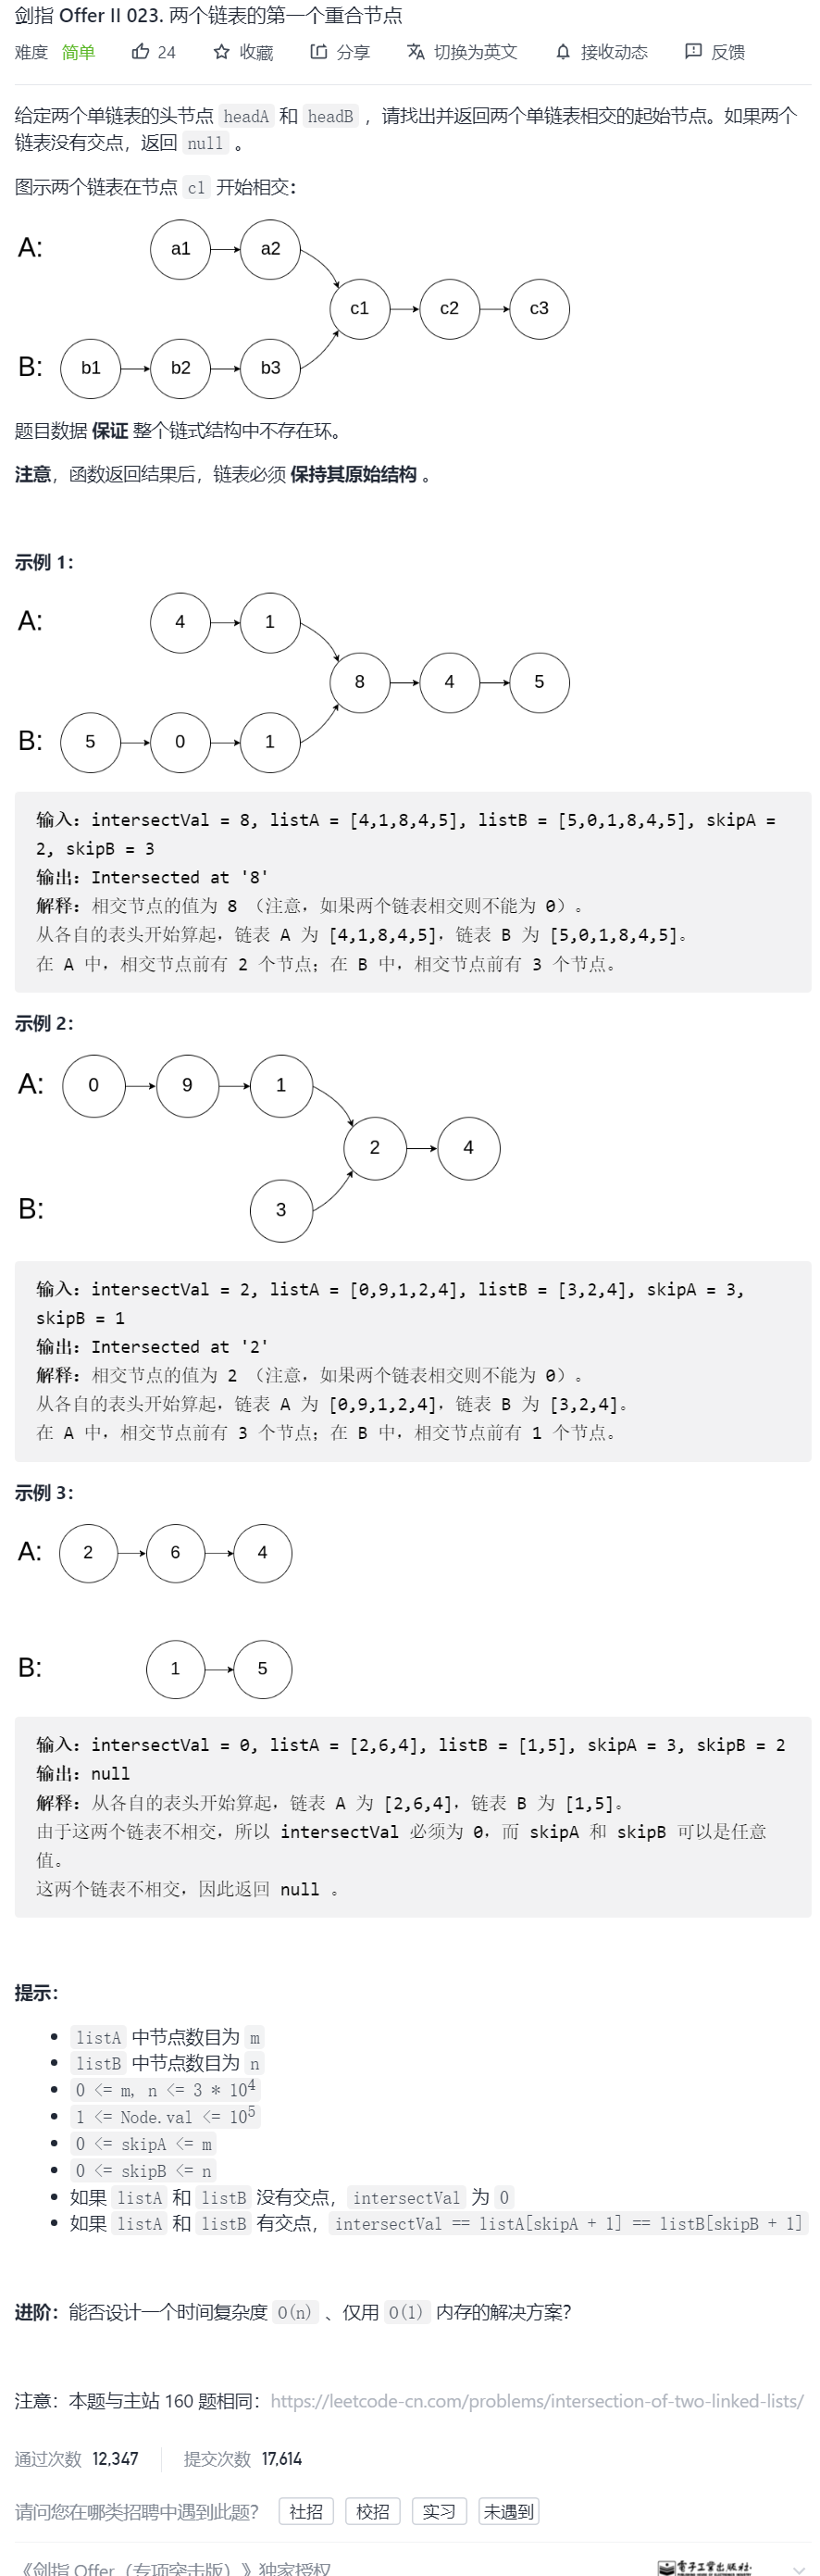 剑指 Offer II 023. 两个链表的第一个重合节点
难度 简单 24 收藏 分享 切换为英文 接收动态 反馈
给定两个单链表的头节点 headA 和 headB ，请找出并返回两个单链表相交的起始节点。如果两个
链表没有交点，返回 null 。
图示两个链表在节点 c1 开始相交：
A: a1 a2
c1 c2 c3
B: b1 b2 b3
题目数据 保证 整个链式结构中不存在环。
注意，函数返回结果后，链表必须 保持其原始结构 。
示例 1：
A: 4 1
8 4 5
B: 5 0 1
输入：intersectVal = 8, listA = [4,1,8,4,5], listB = [5,0,1,8,4,5], skipA =
2, skipB = 3
输出：Intersected at '8'
解释：相交节点的值为 8 （注意，如果两个链表相交则不能为 0）。
从各自的表头开始算起，链表 A 为 [4,1,8,4,5]，链表 B 为 [5,0,1,8,4,5]。
在 A 中，相交节点前有 2 个节点；在 B 中，相交节点前有 3 个节点。
示例 2：
A: 0 9 1
2 4
B: 3
输入：intersectVal = 2, listA = [0,9,1,2,4], listB = [3,2,4], skipA = 3,
skipB = 1
输出：Intersected at '2'
解释：相交节点的值为 2 （注意，如果两个链表相交则不能为 0）。
从各自的表头开始算起，链表 A 为 [0,9,1,2,4]，链表 B 为 [3,2,4]。
在 A 中，相交节点前有 3 个节点；在 B 中，相交节点前有 1 个节点。
示例 3：
A: 2 6 4
B: 1 5
输入：intersectVal = 0, listA = [2,6,4], listB = [1,5], skipA = 3, skipB = 2
输出：null
解释：从各自的表头开始算起，链表 A 为 [2,6,4]，链表 B 为 [1,5]。
由于这两个链表不相交，所以 intersectVal 必须为 0，而 skipA 和 skipB 可以是任意
值。
这两个链表不相交，因此返回 null 。
提示：
• listA 中节点数目为 m
• listB 中节点数目为 n
• 0 <= m, n <= 3 * 10⁴
• 1 <= Node.val <= 10⁵
• 0 <= skipA <= m
• 0 <= skipB <= n
• 如果 listA 和 listB 没有交点，intersectVal 为 0
• 如果 listA 和 listB 有交点，intersectVal == listA[skipA + 1] == listB[skipB + 1]
进阶：能否设计一个时间复杂度 O(n) 、仅用 O(1) 内存的解决方案？
注意：本题与主站 160 题相同：https://leetcode-cn.com/problems/intersection-of-two-linked-lists/
通过次数 12,347 提交次数 17,614
请问您在哪类招聘中遇到此题？ 社招 校招 实习 未遇到
《剑指 Offer（专项突击版）》独家授权 电子工业出版社